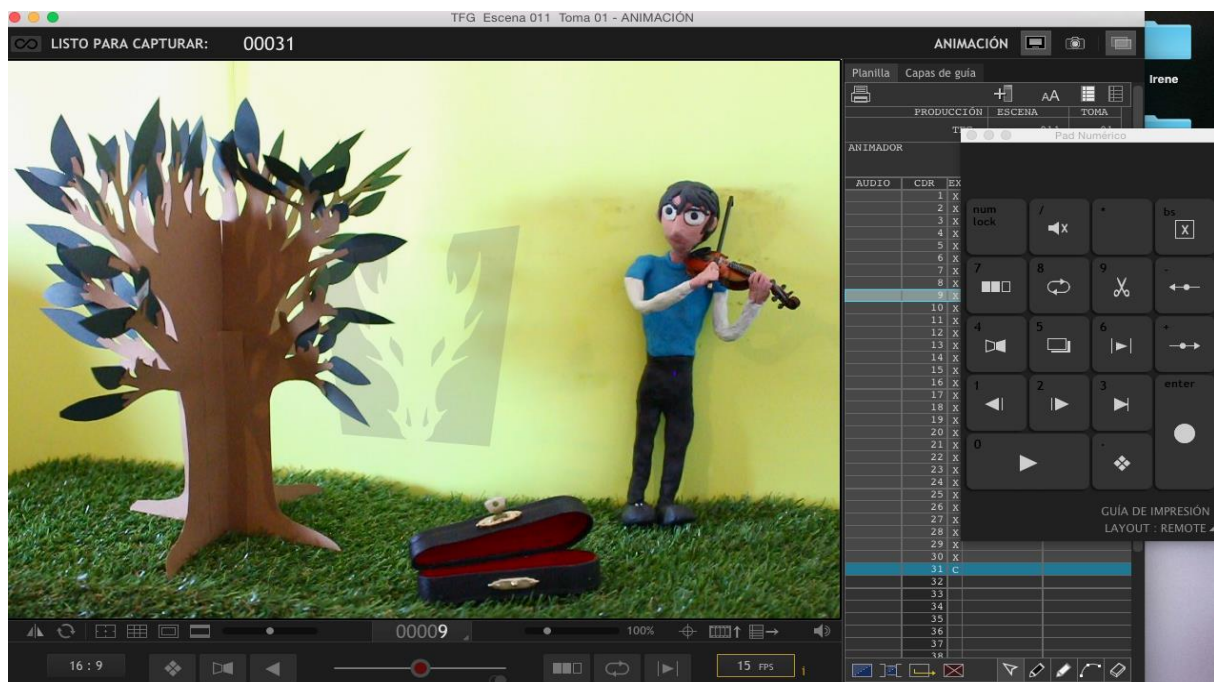 TFG Escena 011 Toma 01 - ANIMACIÓN
LISTO PARA CAPTURAR: 00031
ANIMACIÓN
Irene
Planilla Capas de guía
AA
PRODUCCIÓN ESCENA TOMA
ANIMADOR
AUDIO CDR EX
1 X
2 X
3 X
4 X
5 X
6 X
7 X
8 X
9 X
10 X
11 X
12 X
13 X
14 X
15 X
16 X
17 X
18 X
19 X
20 X
21 X
22 X
23 X
24 X
25 X
26 X
27 X
28 X
29 X
30 X
31 C
32
33
34
35
36
37
38
Pad Numérico
num lock / * bs X
7 8 9 -
4 5 6 +
1 2 3 enter
0 .
GUÍA DE IMPRESIÓN
LAYOUT : REMOTE
00009 100%
16 : 9 15 FPS